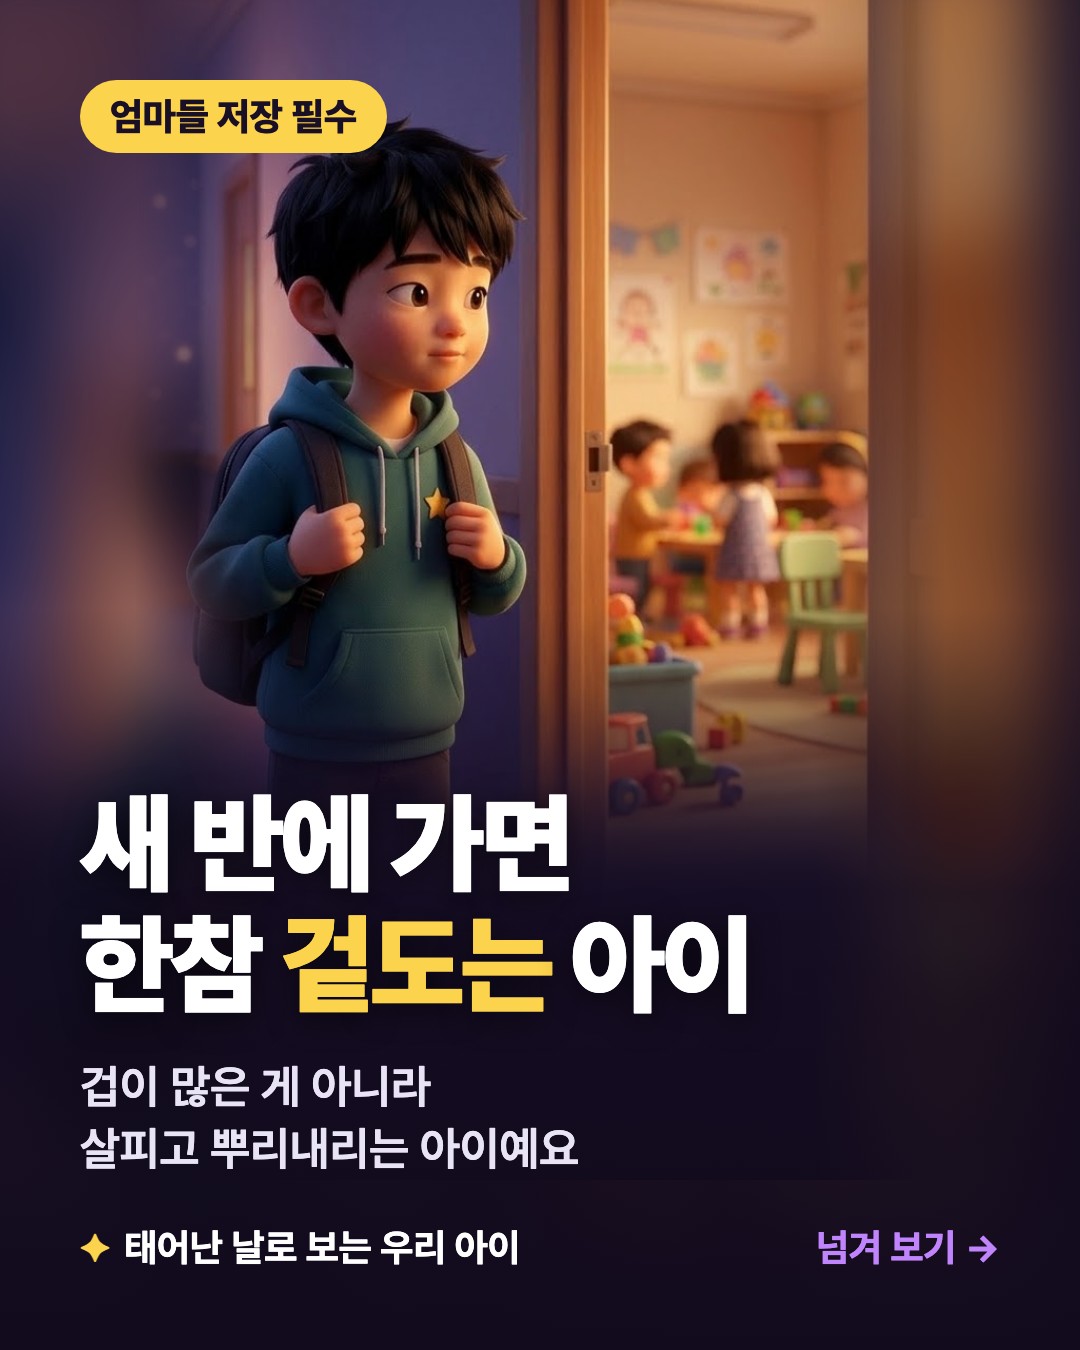 엄마들 저장 필수
새 반에 가면
한참 겉도는 아이
겁이 많은 게 아니라
살피고 뿌리내리는 아이예요
태어난 날로 보는 우리 아이
넘겨 보기 →